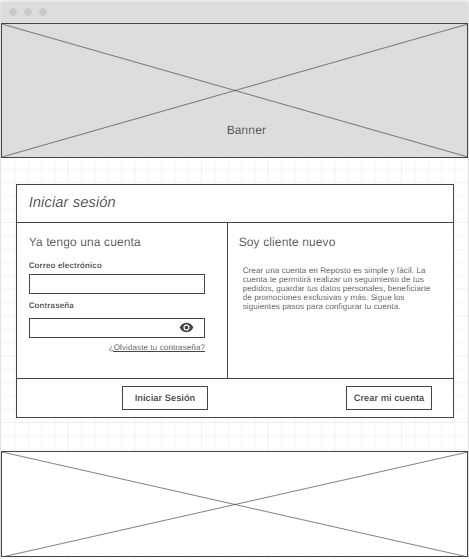 Banner
Iniciar sesión
Ya tengo una cuenta
Correo electrónico
Contraseña
¿Olvidaste tu contraseña?
Iniciar Sesión
Soy cliente nuevo
Crear una cuenta en Reposto es simple y fácil. La
cuenta te permitirá realizar un seguimiento de tus
pedidos, guardar tus datos personales, beneficiarte
de promociones exclusivas y más. Sigue los
siguientes pasos para configurar tu cuenta.
Crear mi cuenta